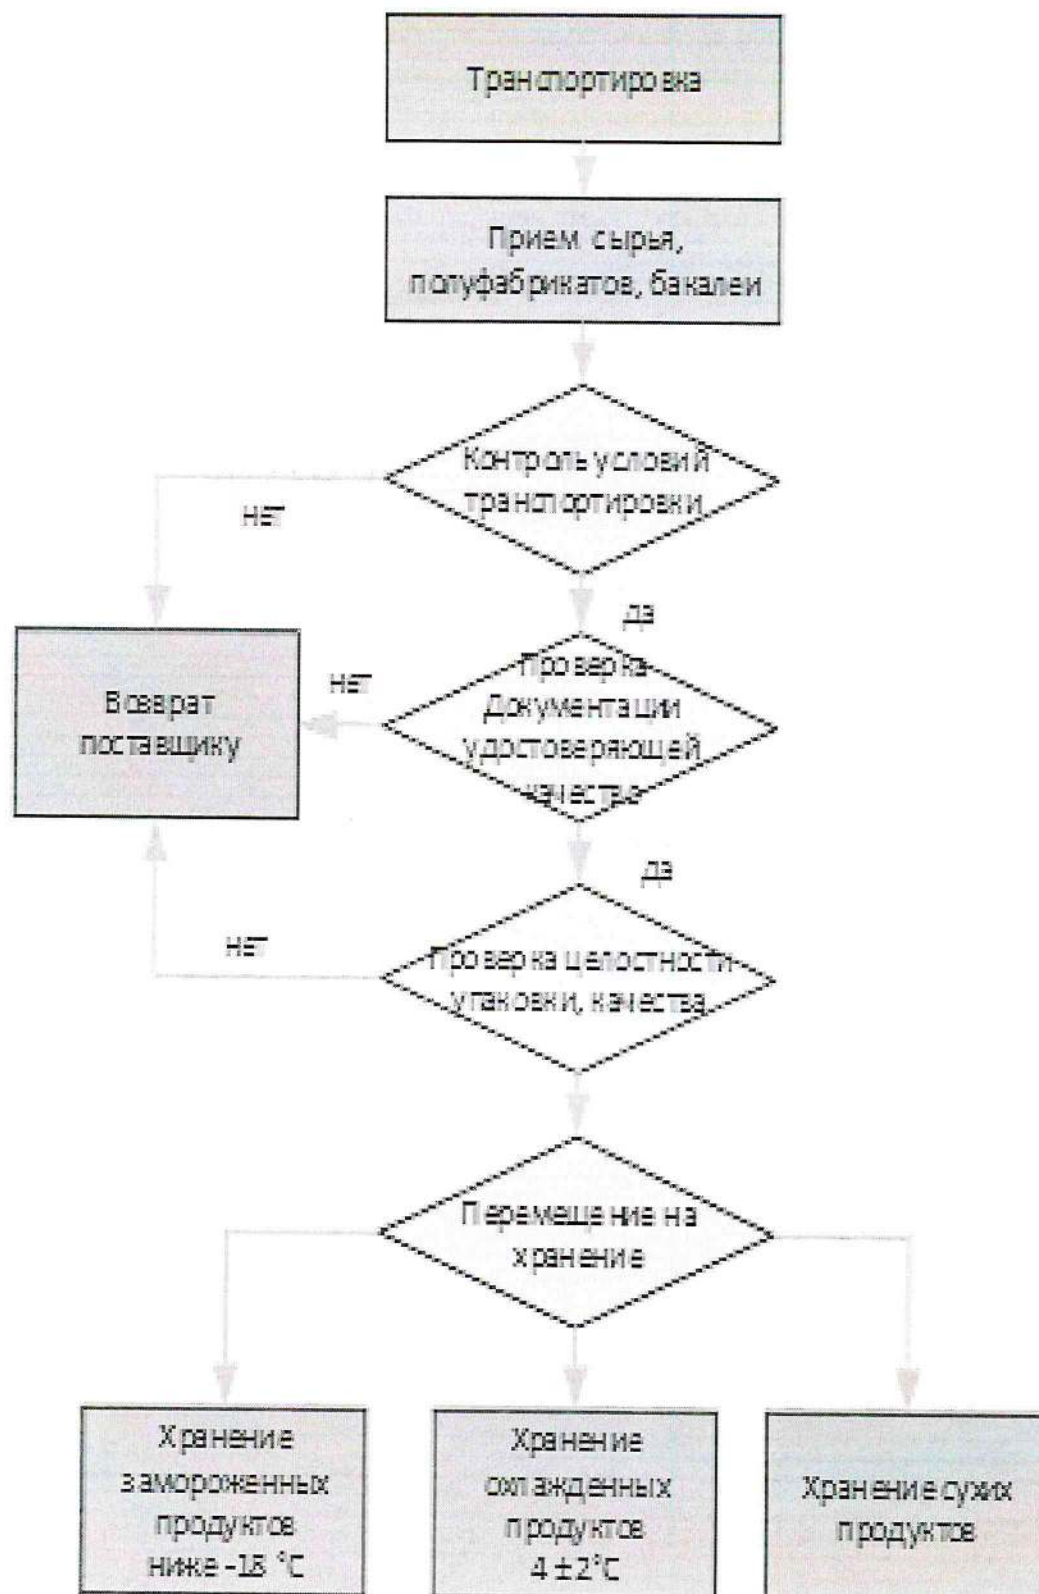 Транспортировка
Прием сырья,
полуфабрикатов, бакалеи
Контроль условий
транспортировки
нет
да
Возврат
поставщику
нет
Проверка
Документации
удостоверяющей
качество
да
нет
Проверка целостности
упаковки, качества
Перемещение на
хранение
Хранение
замороженных
продуктов
ниже -18 °С
Хранение
охлажденных
продуктов
4 ±2°С
Хранение сухих
продуктов